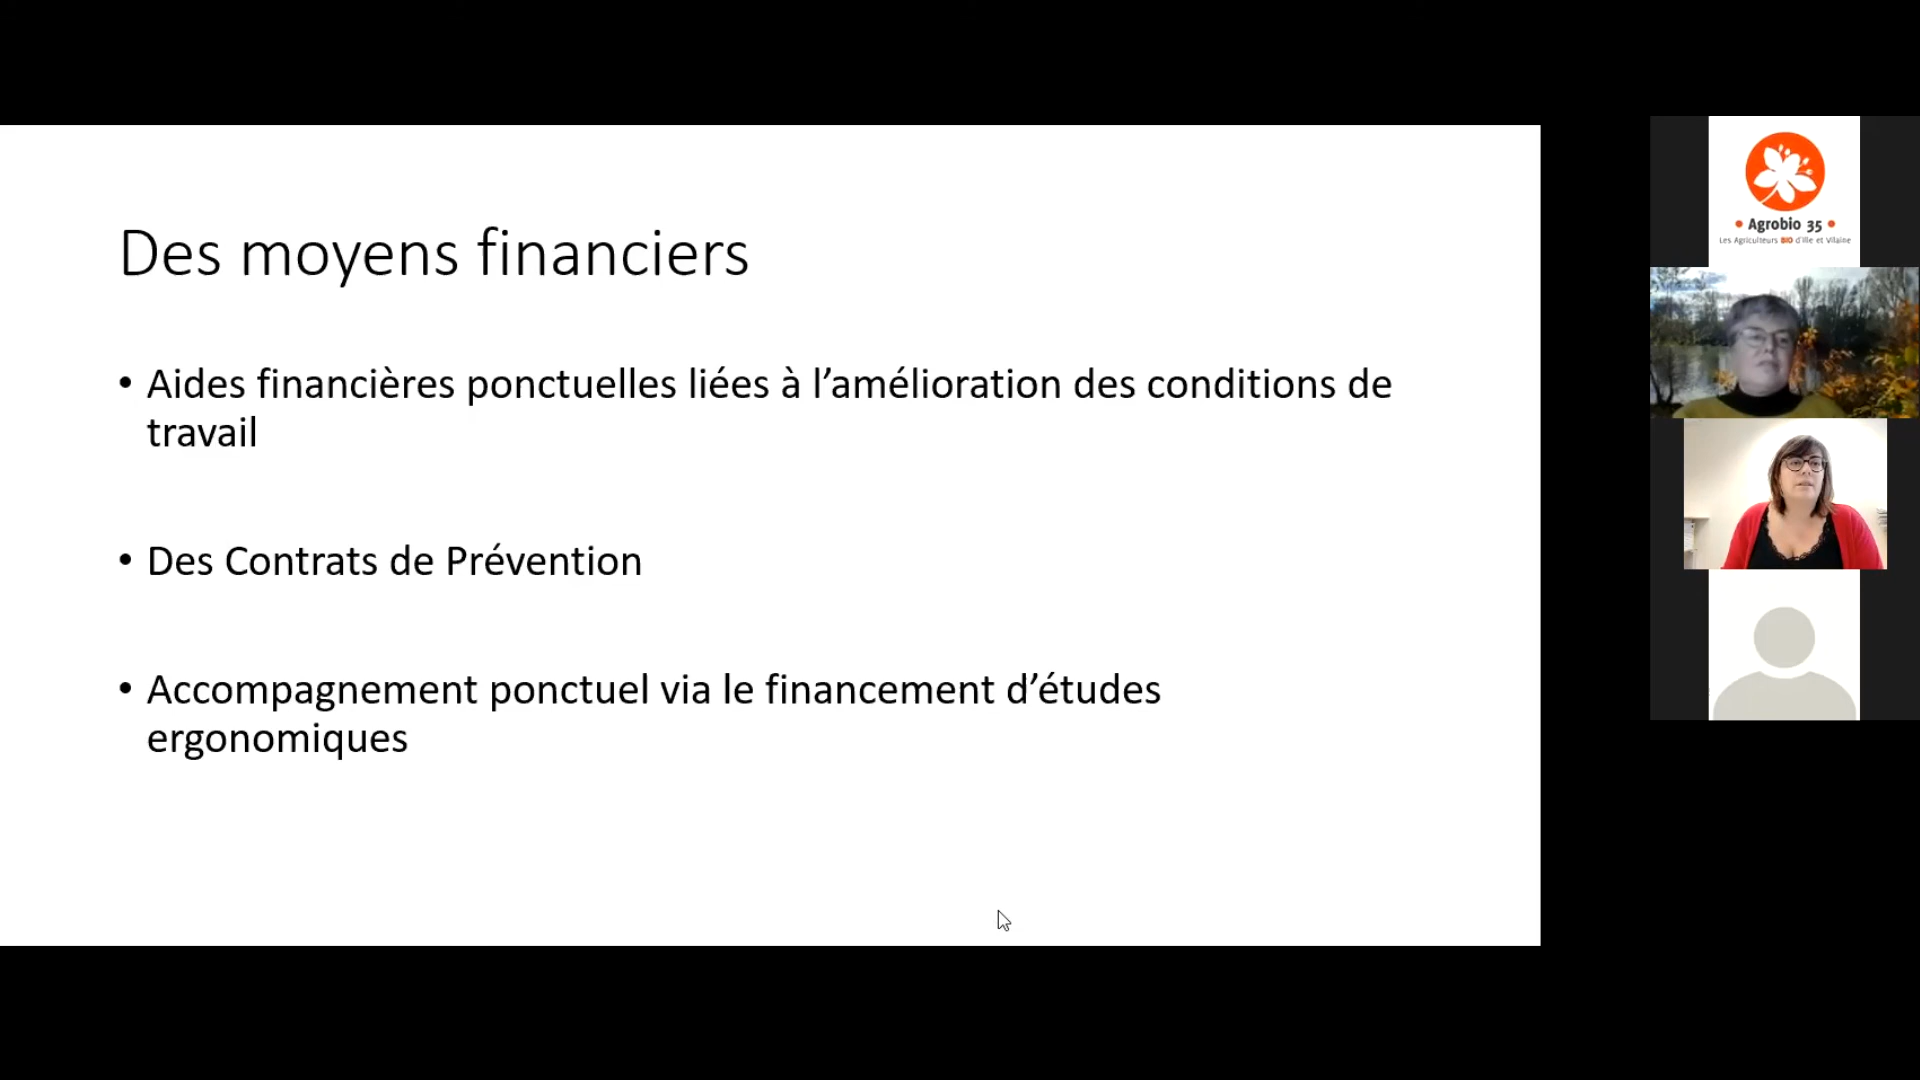 Des moyens financiers
• Aides financières ponctuelles liées à l’amélioration des conditions de
travail
• Des Contrats de Prévention
• Accompagnement ponctuel via le financement d’études
ergonomiques
• Agrobio 35 •
Les Agriculteurs BIO d'Ille et Vilaine